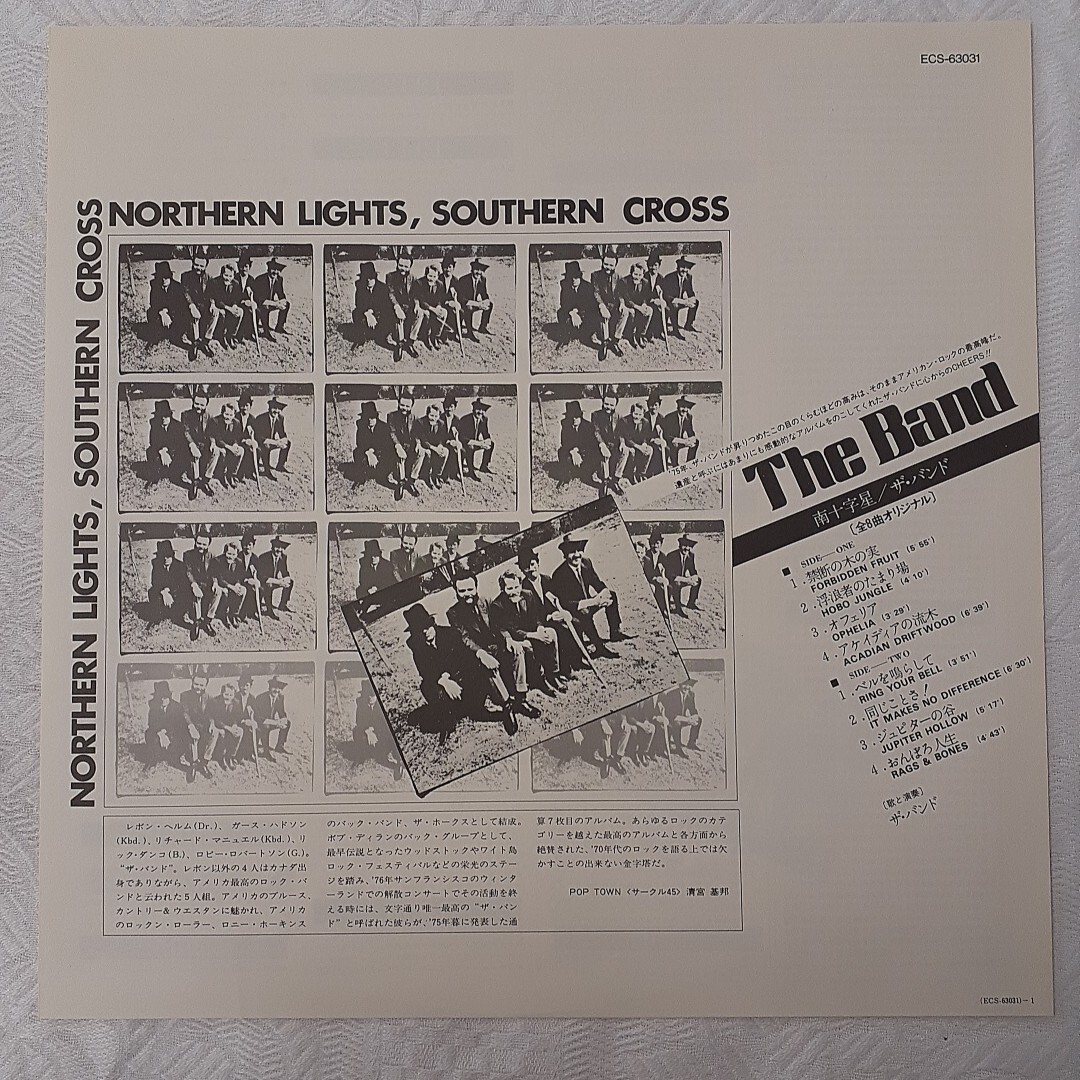 ECS-63031
NORTHERN LIGHTS, SOUTHERN CROSS
NORTHERN LIGHTS, SOUTHERN CROSS
'75年、ザ・バンドが昇りつめたこの目のくらむほどの高みは、そのままアメリカン・ロックの最高峰だ。
遺産と呼ぶにはあまりにも感動的なアルバムをのこしてくれたザ・バンドに心からのCHEERS!!
The Band
南十字星/ザ・バンド
〔全8曲オリジナル〕
■ SIDE—ONE
1.禁断の木の実
FORBIDDEN FRUIT (5′55″)
2.浮浪者のたまり場
HOBO JUNGLE (4′10″)
3.オフェリア
OPHELIA (3′29″)
4.アケイディアの流木
ACADIAN DRIFTWOOD (6′39″)
■ SIDE—TWO
1.ベルを鳴らして
RING YOUR BELL (3′51″)
2.同じことさ!
IT MAKES NO DIFFERENCE (6′30″)
3.ジュピターの谷
JUPITER HOLLOW (5′17″)
4.おんぼろ人生
RAGS & BONES (4′43″)
〔歌と演奏〕
ザ・バンド
レボン・ヘルム(Dr.)、ガース・ハドソン
(Kbd.)、リチャード・マニュエル(Kbd.)、リ
ック・ダンコ(B.)、ロビー・ロバートソン(G.)。
“ザ・バンド”。レボン以外の4人はカナダ出
身でありながら、アメリカ最高のロック・バ
ンドと云われた5人組。アメリカのブルース、
カントリー&ウエスタンに魅かれ、アメリカ
のロックン・ローラー、ロニー・ホーキンス
のバック・バンド、ザ・ホークスとして結成。
ボブ・ディランのバック・グループとして、
最早伝説となったウッドストックやワイト島
ロック・フェスティバルなどの栄光のステー
ジを踏み、'76年サンフランシスコのウィンタ
ーランドでの解散コンサートでその活動を終
える時には、文字通り唯一最高の“ザ・バン
ド”と呼ばれた彼らが、'75年暮に発表した通
算7枚目のアルバム。あらゆるロックのカテ
ゴリーを越えた最高のアルバムと各方面から
絶賛された、'70年代のロックを語る上では欠
かすことの出来ない金字塔だ。
POP TOWN〈サークル45〉清宮 基邦
(ECS-63031)-1